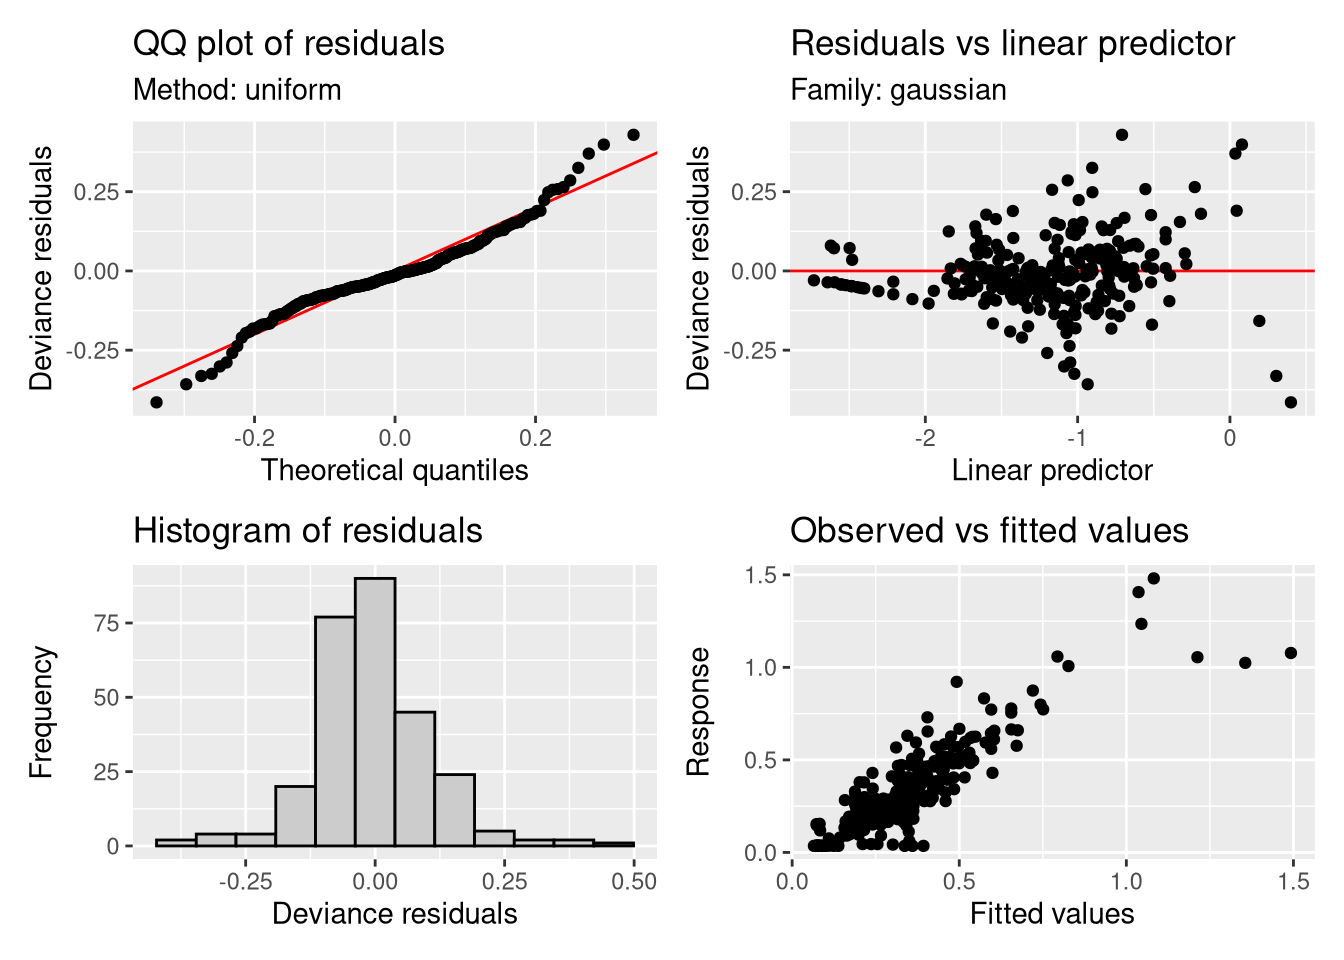 QQ plot of residuals
Method: uniform
Deviance residuals
0.25
0.00
-0.25
-0.2
0.0
0.2
Theoretical quantiles
Residuals vs linear predictor
Family: gaussian
Deviance residuals
0.25
0.00
-0.25
-2
-1
0
Linear predictor
Histogram of residuals
Frequency
75
50
25
0
-0.25
0.00
0.25
0.50
Deviance residuals
Observed vs fitted values
Response
1.5
1.0
0.5
0.0
0.0
0.5
1.0
1.5
Fitted values